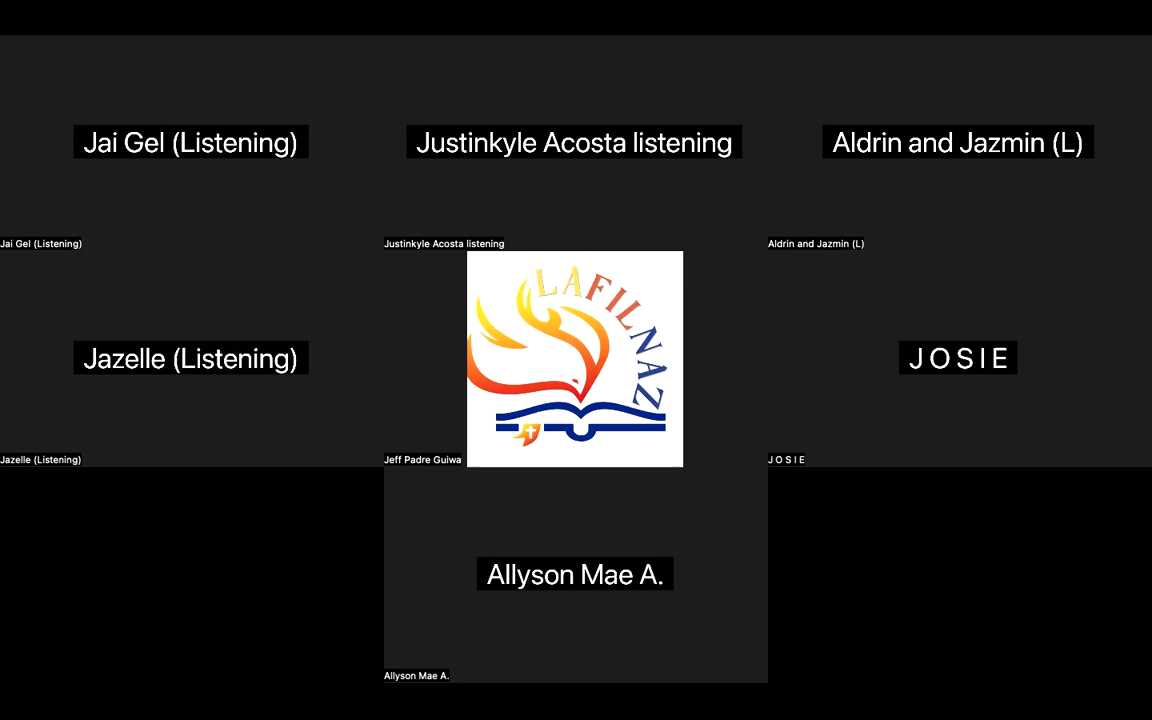 Jai Gel (Listening)
Justinkyle Acosta listening
Aldrin and Jazmin (L)
Jai Gel (Listening)
Justinkyle Acosta listening
Aldrin and Jazmin (L)
LAFILNAZ
Jazelle (Listening)
J O S I E
Jazelle (Listening)
Jeff Padre Guiwa
J O S I E
Allyson Mae A.
Allyson Mae A.